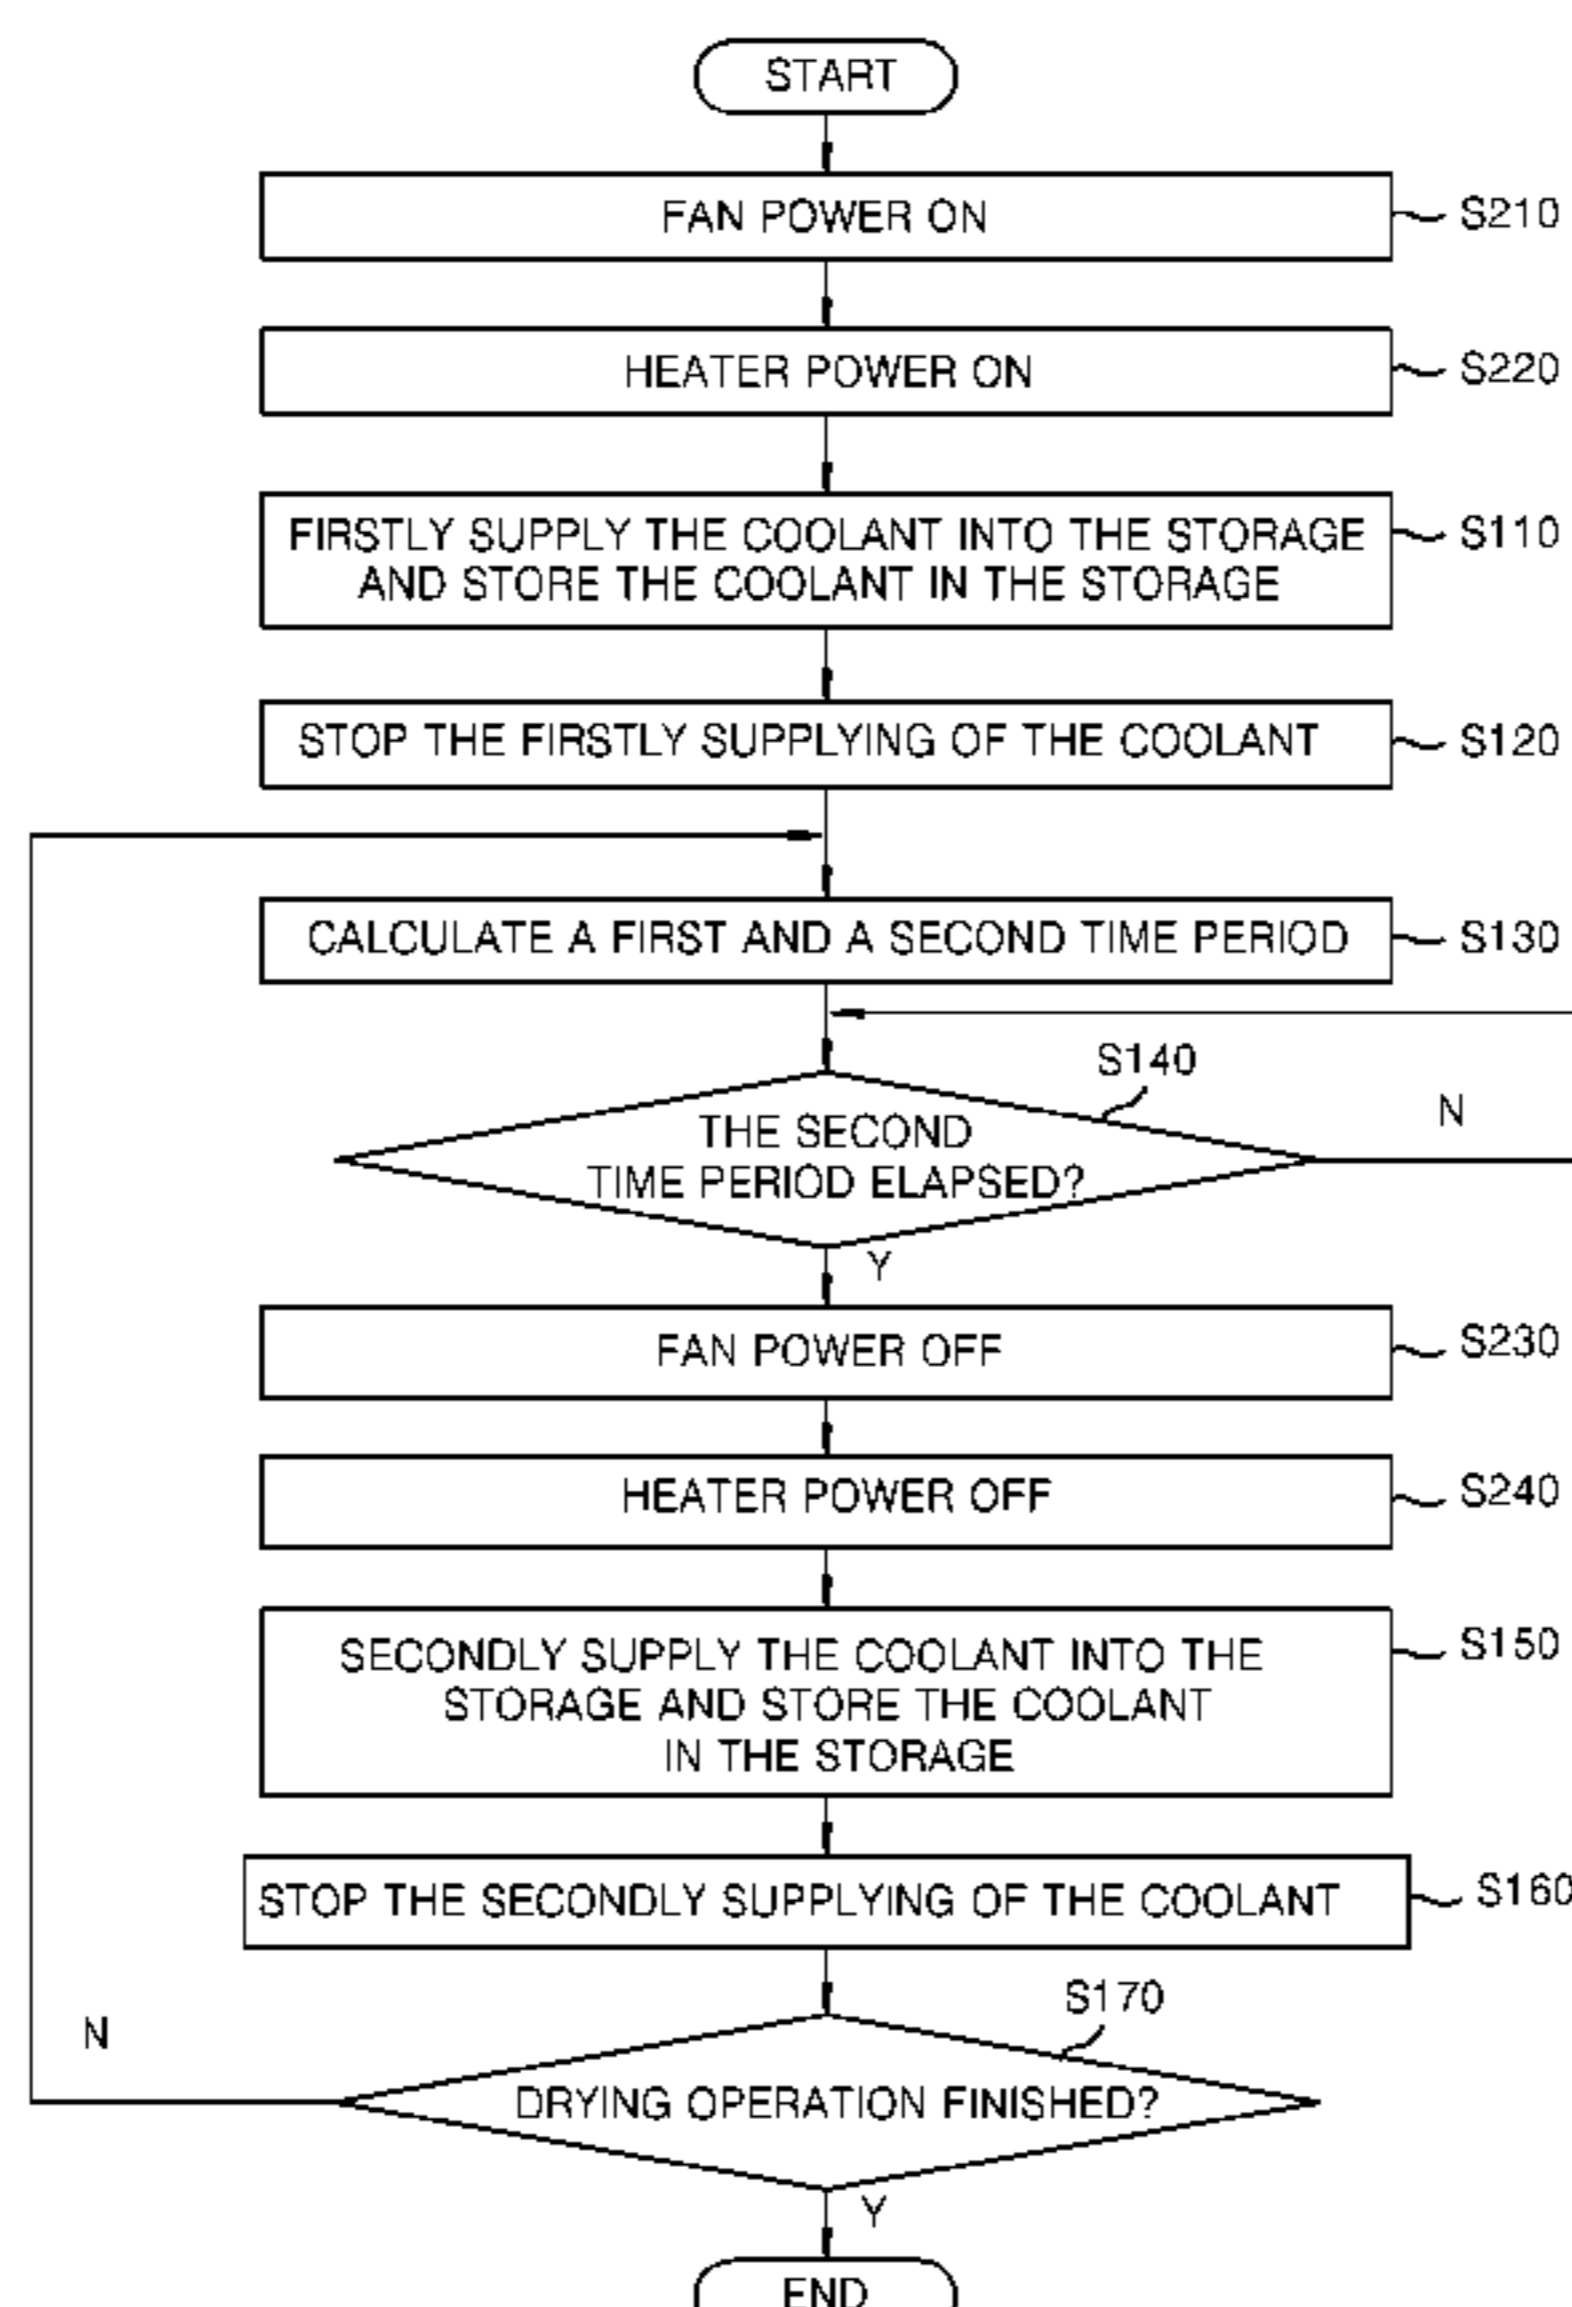 START
FAN POWER ON
S210
HEATER POWER ON
S220
FIRSTLY SUPPLY THE COOLANT INTO THE STORAGE
AND STORE THE COOLANT IN THE STORAGE
S110
STOP THE FIRSTLY SUPPLYING OF THE COOLANT
S120
CALCULATE A FIRST AND A SECOND TIME PERIOD
S130
S140
THE SECOND
TIME PERIOD ELAPSED?
N
Y
FAN POWER OFF
S230
HEATER POWER OFF
S240
SECONDLY SUPPLY THE COOLANT INTO THE
STORAGE AND STORE THE COOLANT
IN THE STORAGE
S150
STOP THE SECONDLY SUPPLYING OF THE COOLANT
S160
S170
N
DRYING OPERATION FINISHED?
Y
END